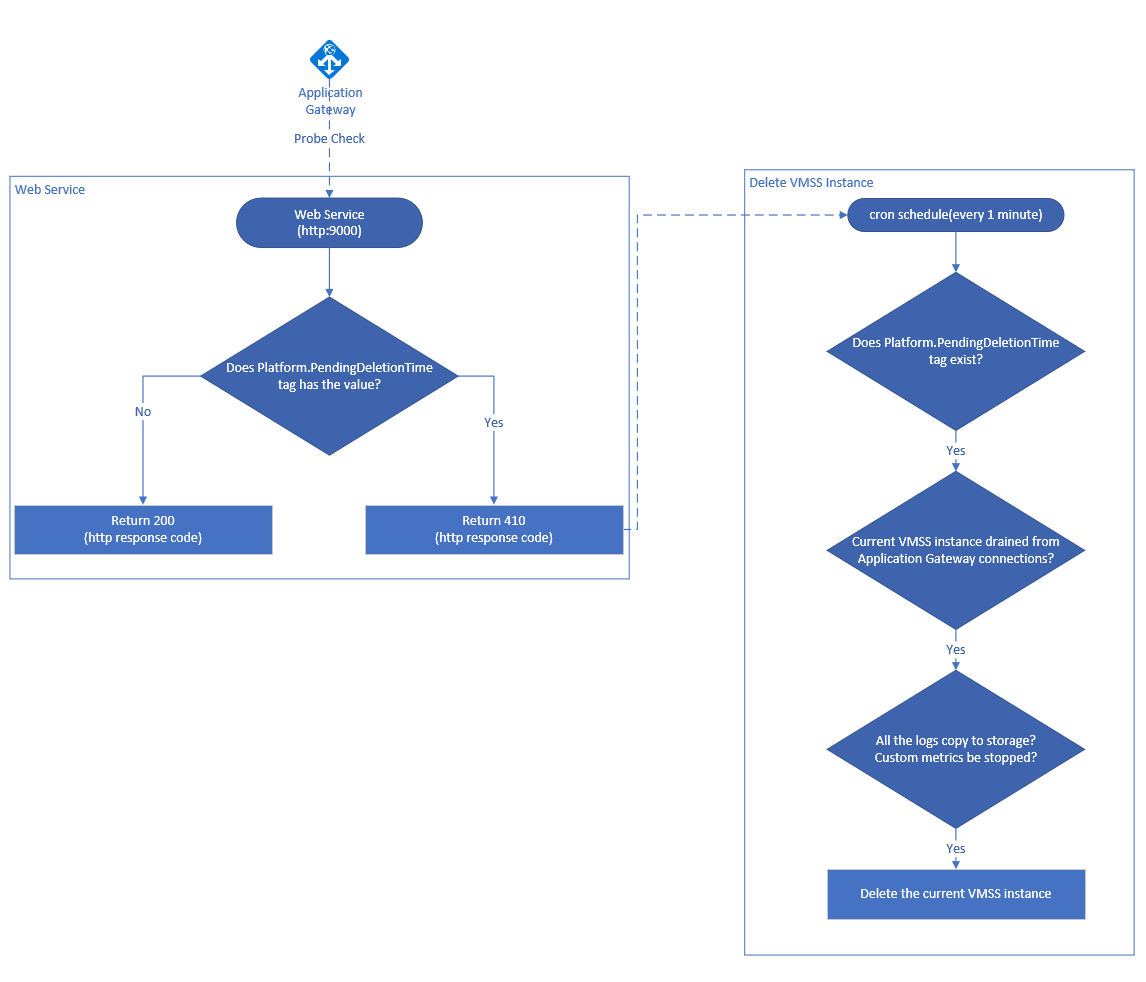 Application
Gateway
Probe Check
Web Service
Web Service
(http:9000)
Does Platform.PendingDeletionTime
tag has the value?
No
Yes
Return 200
(http response code)
Return 410
(http response code)
Delete VMSS Instance
cron schedule(every 1 minute)
Does Platform.PendingDeletionTime
tag exist?
Yes
Current VMSS instance drained from
Application Gateway connections?
Yes
All the logs copy to storage?
Custom metrics be stopped?
Yes
Delete the current VMSS instance